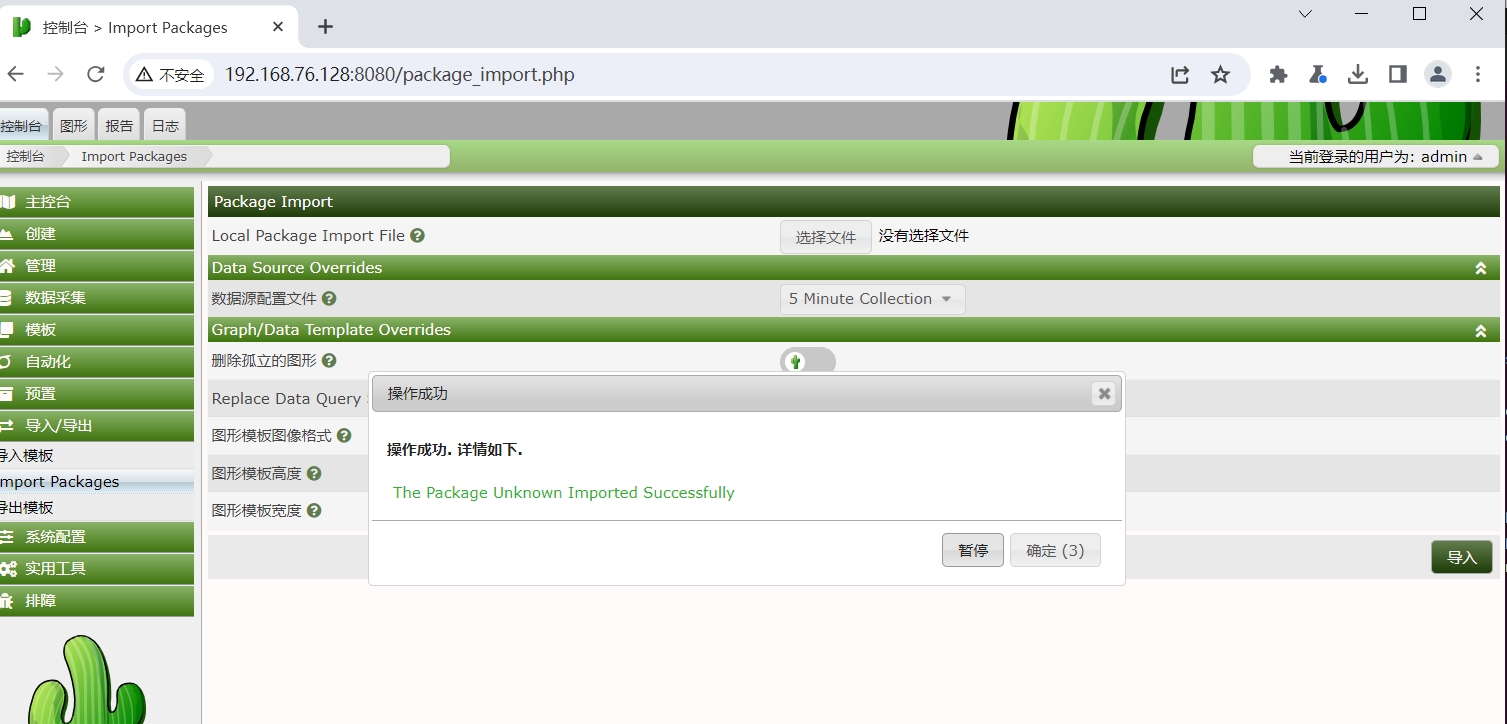 控制台 > Import Packages
不安全
192.168.76.128:8080/package_import.php
控制台 图形 报告 日志
控制台 Import Packages
当前登录的用户为: admin
主控台
创建
管理
数据采集
模板
自动化
预置
导入/导出
导入模板
Import Packages
导出模板
系统配置
实用工具
排障
Package Import
Local Package Import File 选择文件 没有选择文件
Data Source Overrides
数据源配置文件 5 Minute Collection
Graph/Data Template Overrides
删除孤立的图形
Replace Data Query
图形模板图像格式
图形模板高度
图形模板宽度
操作成功
操作成功. 详情如下.
The Package Unknown Imported Successfully
暂停 确定 (3)
导入